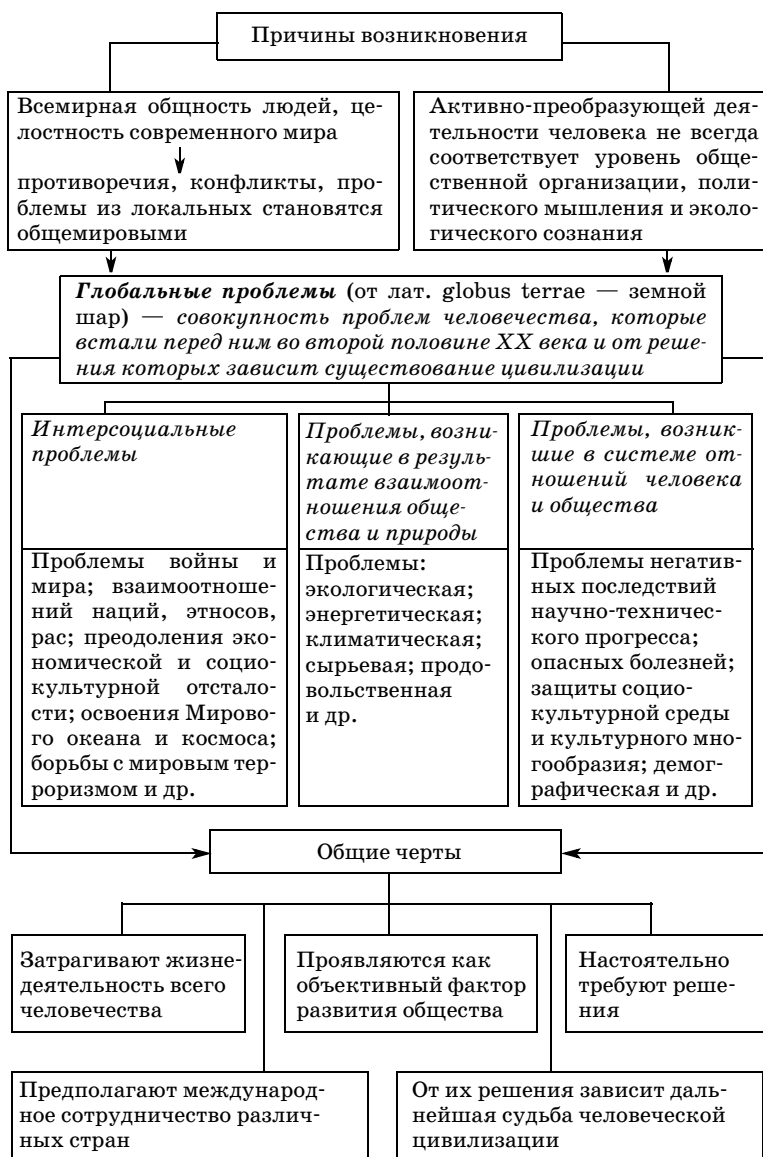 Причины возникновения
Всемирная общность людей, це-
лостность современного мира
противоречия, конфликты, про-
блемы из локальных становятся
общемировыми
Активно-преобразующей дея-
тельности человека не всегда
соответствует уровень обще-
ственной организации, поли-
тического мышления и эколо-
гического сознания
Глобальные проблемы (от лат. globus terrae — земной
шар) — совокупность проблем человечества, которые
встали перед ним во второй половине XX века и от реше-
ния которых зависит существование цивилизации
Интерсоциальные
проблемы
Проблемы войны и
мира; взаимоотноше-
ний наций, этносов,
рас; преодоления эко-
номической и социо-
культурной отстало-
сти; освоения Мирово-
го океана и космоса;
борьбы с мировым тер-
роризмом и др.
Проблемы, возни-
кающие в резуль-
тате взаимоот-
ношения обще-
ства и природы
Проблемы:
экологическая;
энергетическая;
климатическая;
сырьевая; продо-
вольственная
и др.
Проблемы, возник-
шие в системе от-
ношений человека
и общества
Проблемы негатив-
ных последствий
научно-техничес-
кого прогресса;
опасных болезней;
защиты социо-
культурной среды
и культурного мно-
гообразия; демог-
рафическая и др.
Общие черты
Затрагивают жизне-
деятельность всего
человечества
Проявляются как
объективный фактор
развития общества
Настоятельно
требуют реше-
ния
Предполагают международ-
ное сотрудничество различ-
ных стран
От их решения зависит даль-
нейшая судьба человеческой
цивилизации